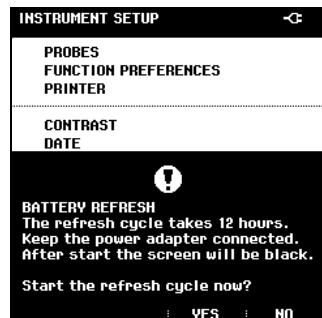 INSTRUMENT SETUP
PROBES
FUNCTION PREFERENCES
PRINTER
CONTRAST
DATE
BATTERY REFRESH
The refresh cycle takes 12 hours.
Keep the power adapter connected.
After start the screen will be black.
Start the refresh cycle now?
YES NO